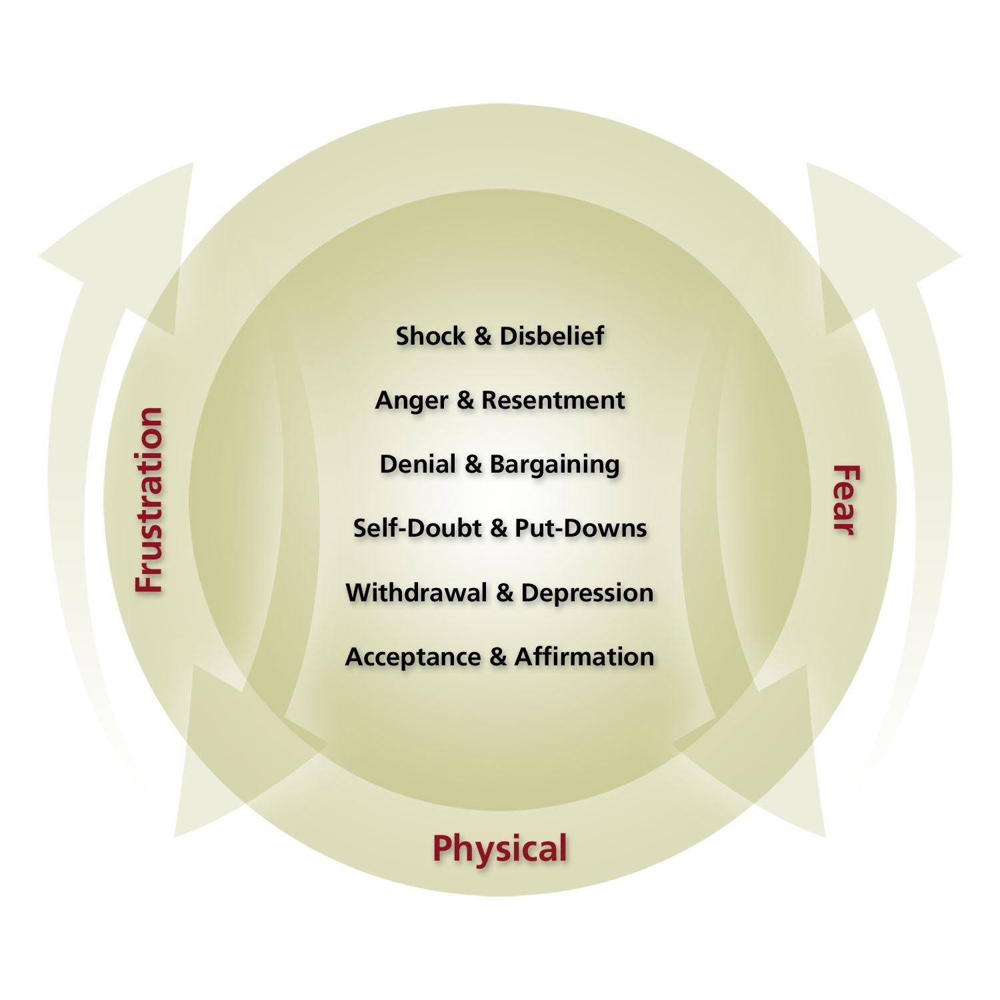 Shock & Disbelief
Anger & Resentment
Denial & Bargaining
Self-Doubt & Put-Downs
Withdrawal & Depression
Acceptance & Affirmation
Frustration
Fear
Physical